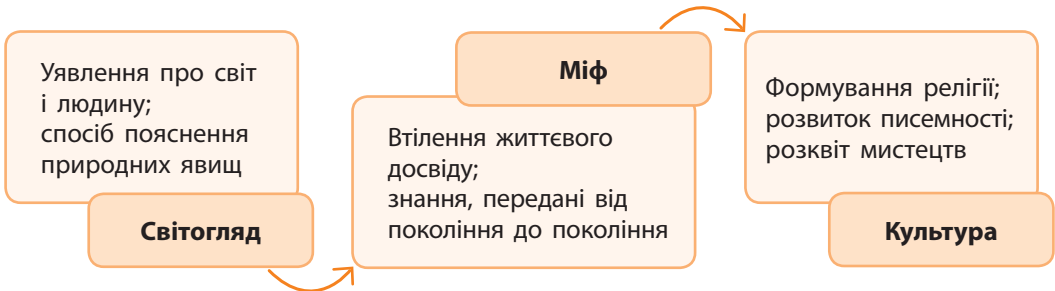 Уявлення про світ
і людину;
спосіб пояснення
природних явищ
Світогляд
Міф
Втілення життєвого
досвіду;
знання, передані від
покоління до покоління
Формування релігії;
розвиток писемності;
розквіт мистецтв
Культура